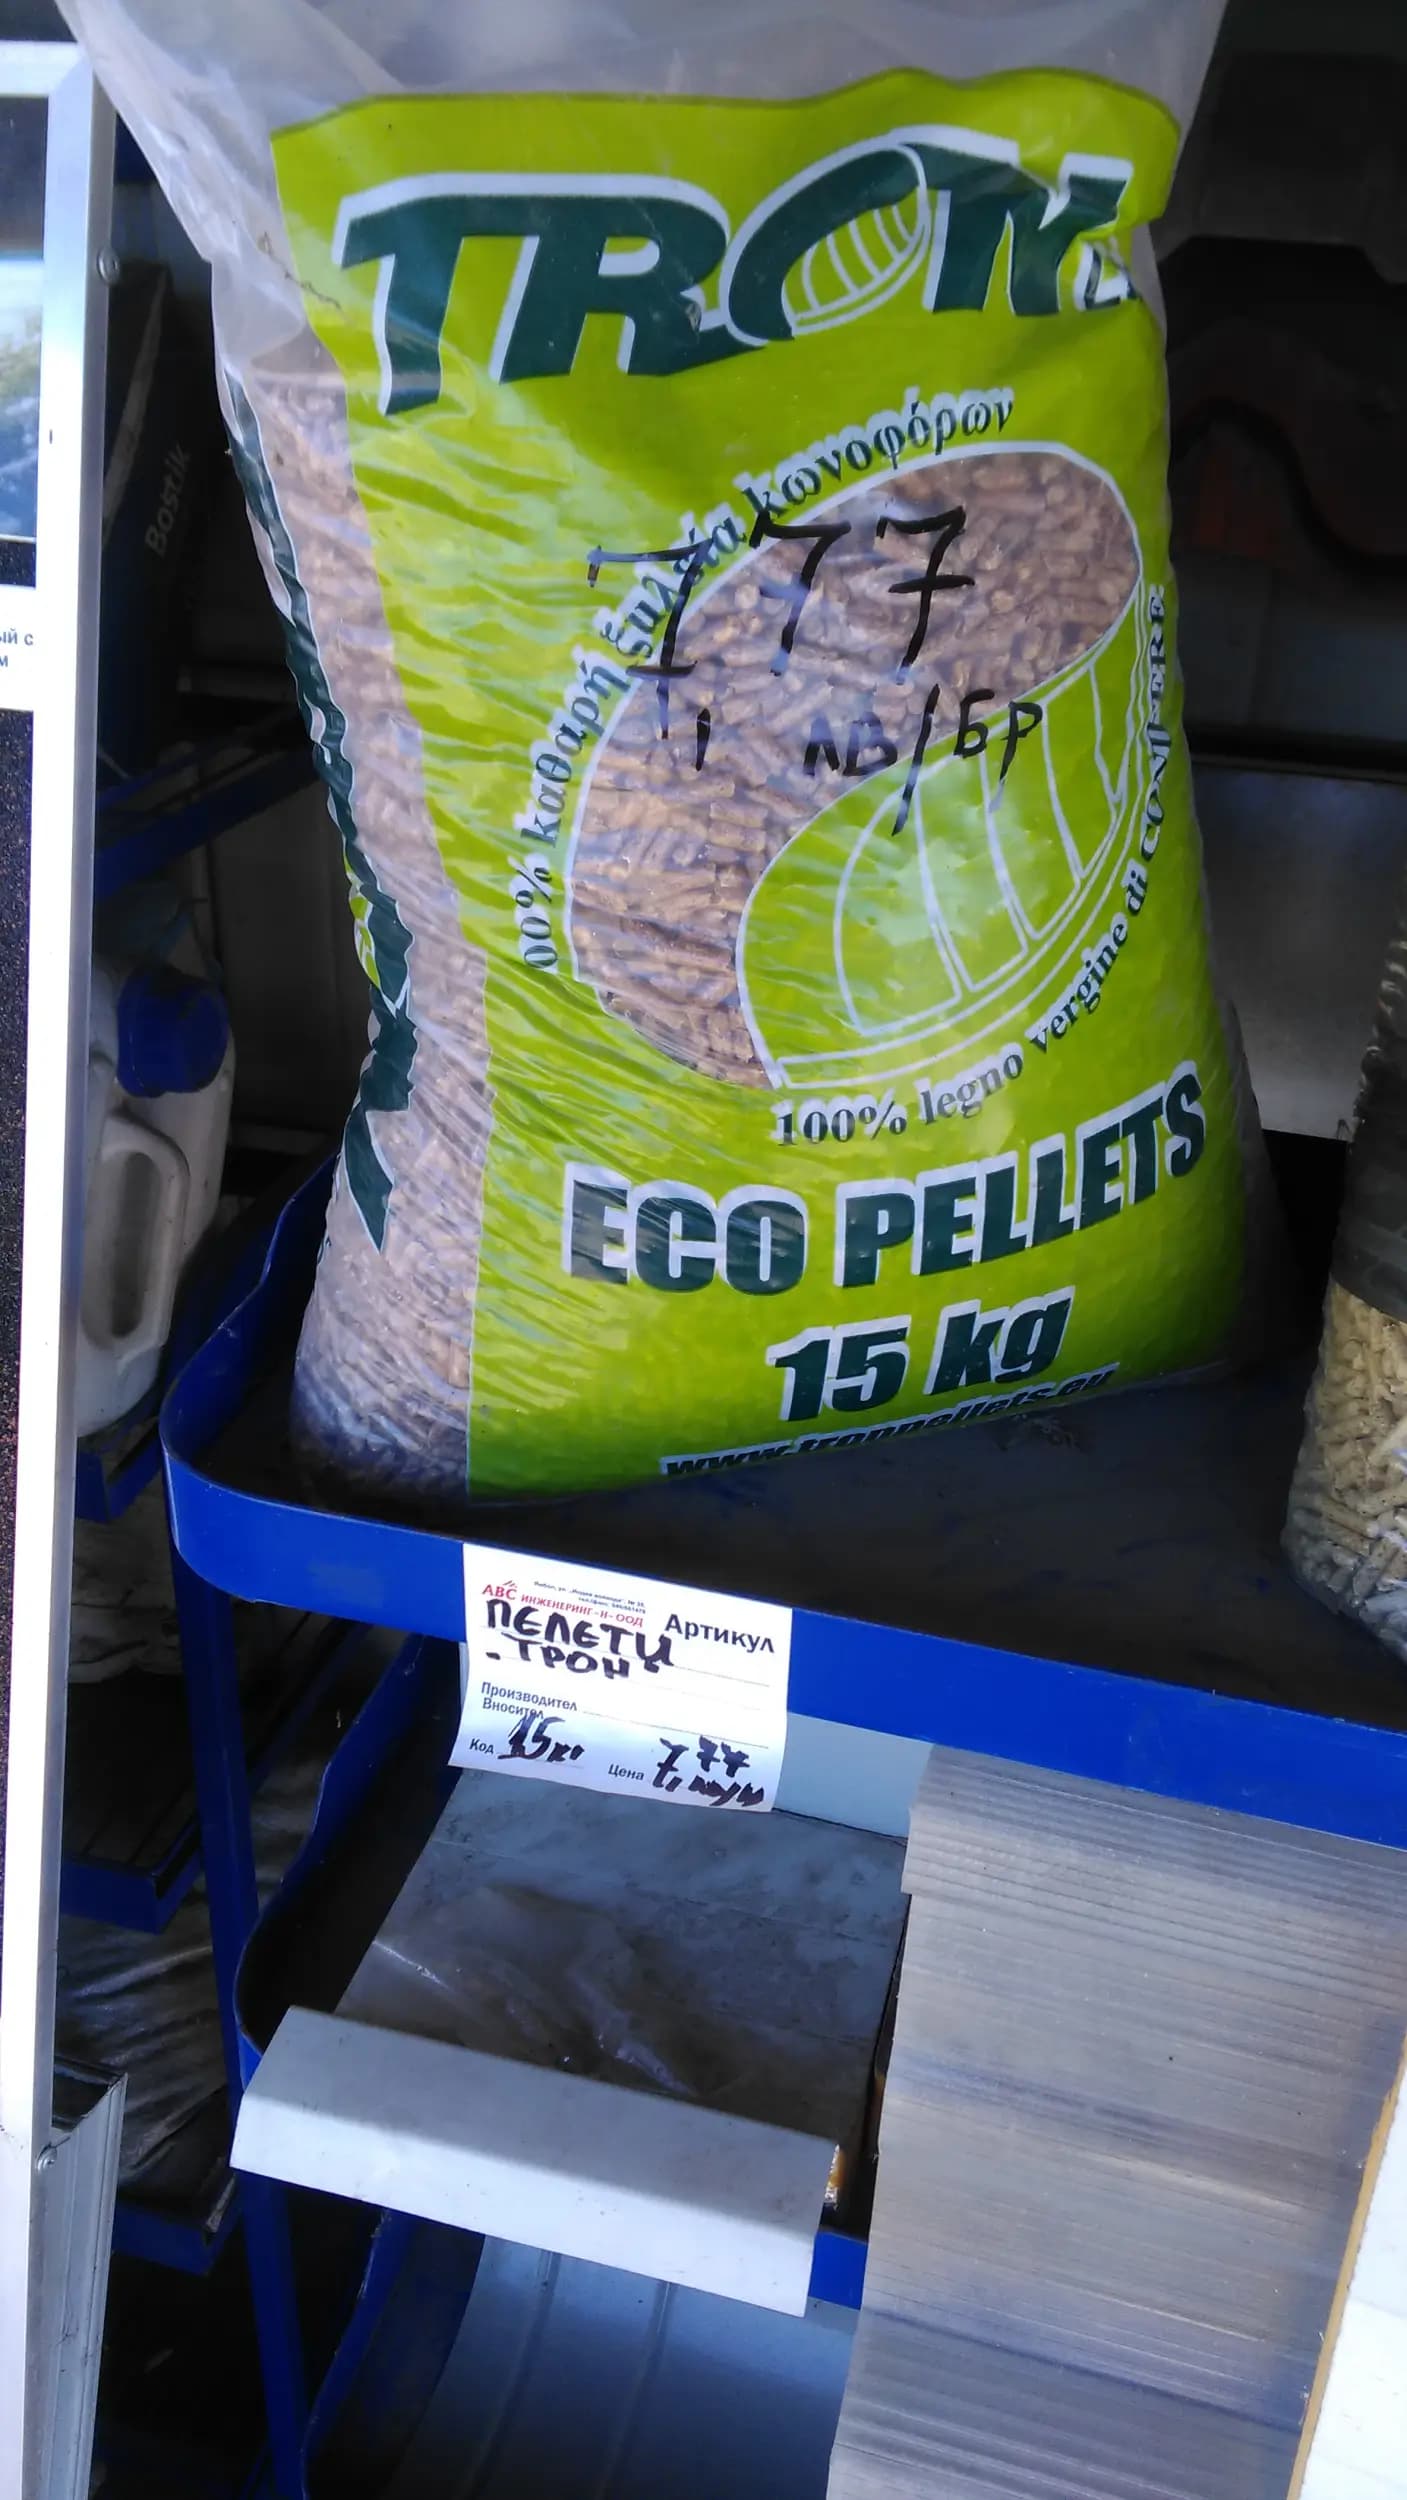 TRON
100% καθαρή ξυλεία κωνοφόρων
7,77
лв/бр
100% legno vergine di CONIFERE
ECO PELLETS
15 kg
www.tronpellets.eu
Bostik
ABC ИНЖЕНЕРИНГ-Н-ООД
Артикул
ПЕЛЕТИ
- ТРОН
Производител
Вносител
Код 15кг
Цена 7,77